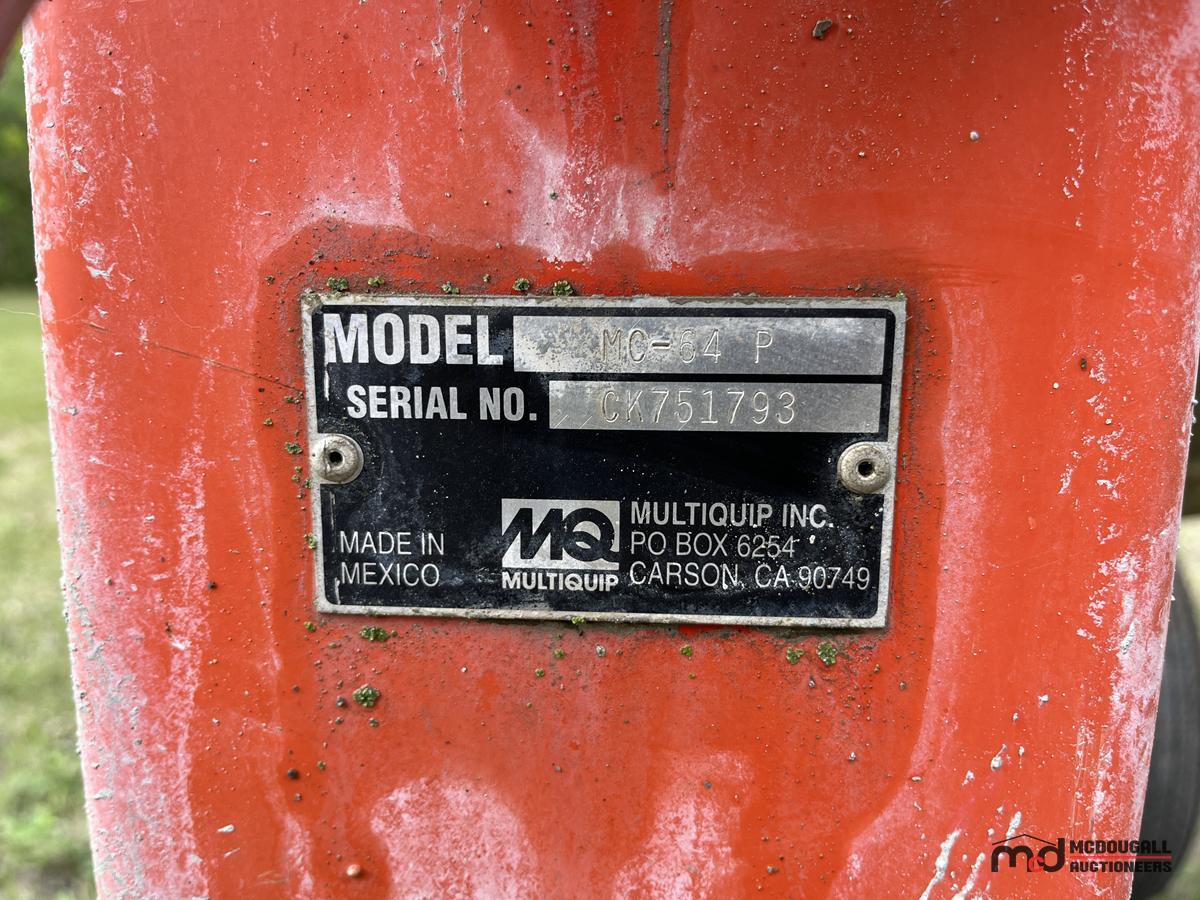 MODEL MC-64 P
SERIAL NO. CK751793
MADE IN
MEXICO
MQ
MULTIQUIP
MULTIQUIP INC.
PO BOX 6254
CARSON, CA 90749
md MCDOUGALL
AUCTIONEERS